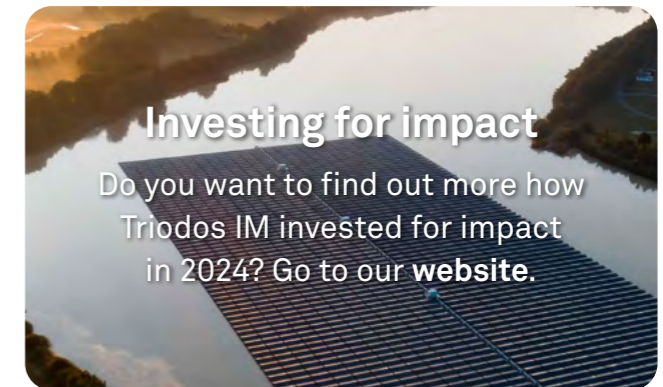 Investing for impact
Do you want to find out more how
Triodos IM invested for impact
in 2024? Go to our website.